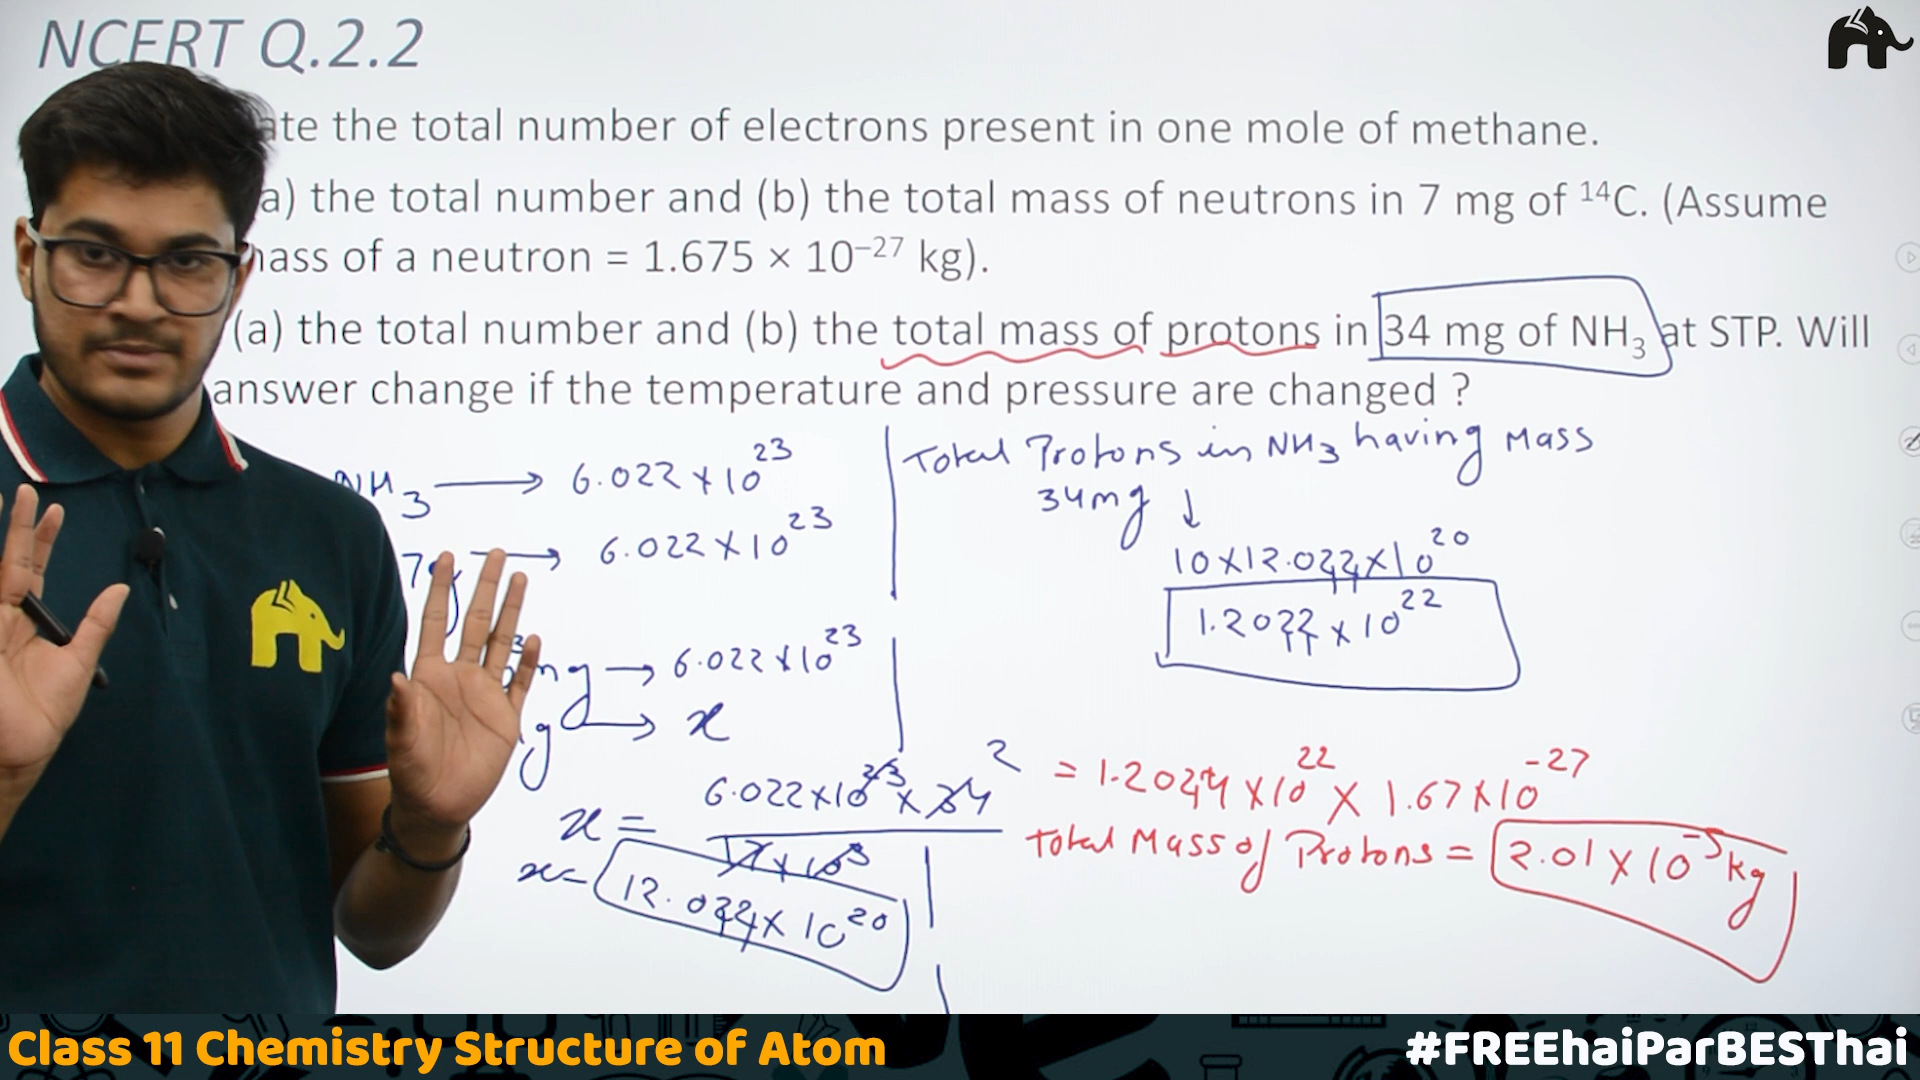 NCERT Q.2.2
ate the total number of electrons present in one mole of methane.
a) the total number and (b) the total mass of neutrons in 7 mg of ¹⁴C. (Assume
mass of a neutron = 1.675 × 10⁻²⁷ kg).
(a) the total number and (b) the total mass of protons in 34 mg of NH₃ at STP. Will
answer change if the temperature and pressure are changed ?
NH₃ → 6.022 × 10²³
7g → 6.022 × 10²³
mg → 6.022 × 10²³
g → x
x = 6.022 × 10²³ × 34 2
17 × 10³
x = 12.044 × 10²⁰
Total Protons in NH₃ having Mass
34mg ↓
10 × 12.044 × 10²⁰
1.2044 × 10²²
= 1.2044 × 10²² × 1.67 × 10⁻²⁷
Total Mass of Protons = 2.01 × 10⁻⁵ kg
Class 11 Chemistry Structure of Atom
#FREEhaiParBESThai